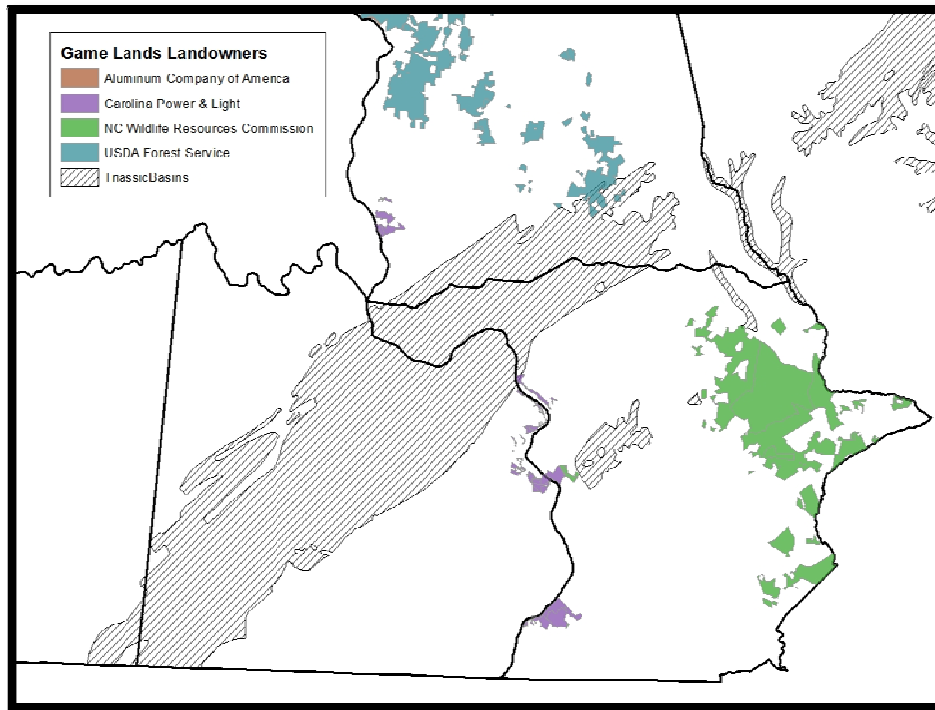 Game Lands Landowners
Aluminum Company of America
Carolina Power & Light
NC Wildlife Resources Commission
USDA Forest Service
TriassicBasins